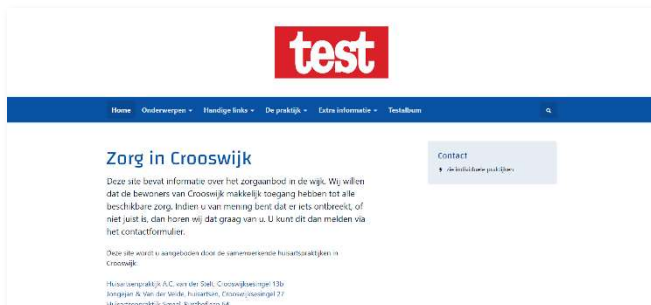 test
Home Onderwerpen Handige links De praktijk Extra informatie Testalbum
Zorg in Crooswijk
Contact
zie individuele praktijken
Deze site bevat informatie over het zorgaanbod in de wijk. Wij willen
dat de bewoners van Crooswijk makkelijk toegang hebben tot alle
beschikbare zorg. Indien u van mening bent dat er iets ontbreekt, of
niet juist is, dan horen wij dat graag van u. U kunt dit dan melden via
het contactformulier.
Deze site wordt u aangeboden door de samenwerkende huisartspraktijken in
Crooswijk:
Huisartsenpraktijk A.C. van der Stelt, Crooswijksesingel 13b
Jongejan & Van der Velde, huisartsen, Crooswijksesingel 27
Huisartsenpraktijk